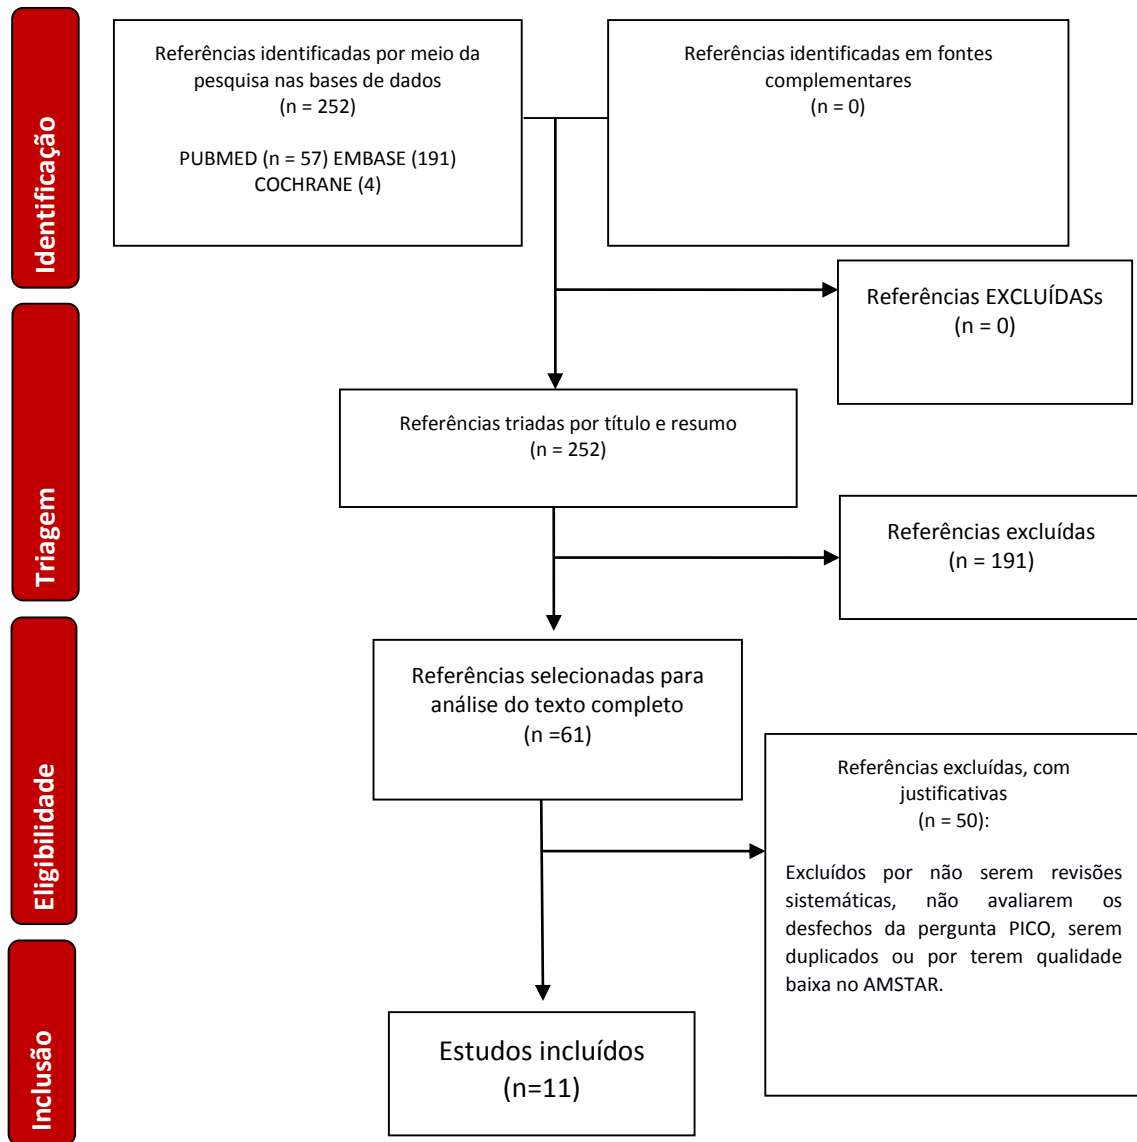 Identificação
Referências identificadas por meio da
pesquisa nas bases de dados
(n = 252)
PUBMED (n = 57) EMBASE (191)
COCHRANE (4)
Referências identificadas em fontes
complementares
(n = 0)
Referências EXCLUÍDASs
(n = 0)
Triagem
Referências triadas por título e resumo
(n = 252)
Referências excluídas
(n = 191)
Eligibilidade
Referências selecionadas para
análise do texto completo
(n =61)
Referências excluídas, com
justificativas
(n = 50):
Excluídos por não serem revisões
sistemáticas, não avaliarem os
desfechos da pergunta PICO, serem
duplicados ou por terem qualidade
baixa no AMSTAR.
Inclusão
Estudos incluídos
(n=11)